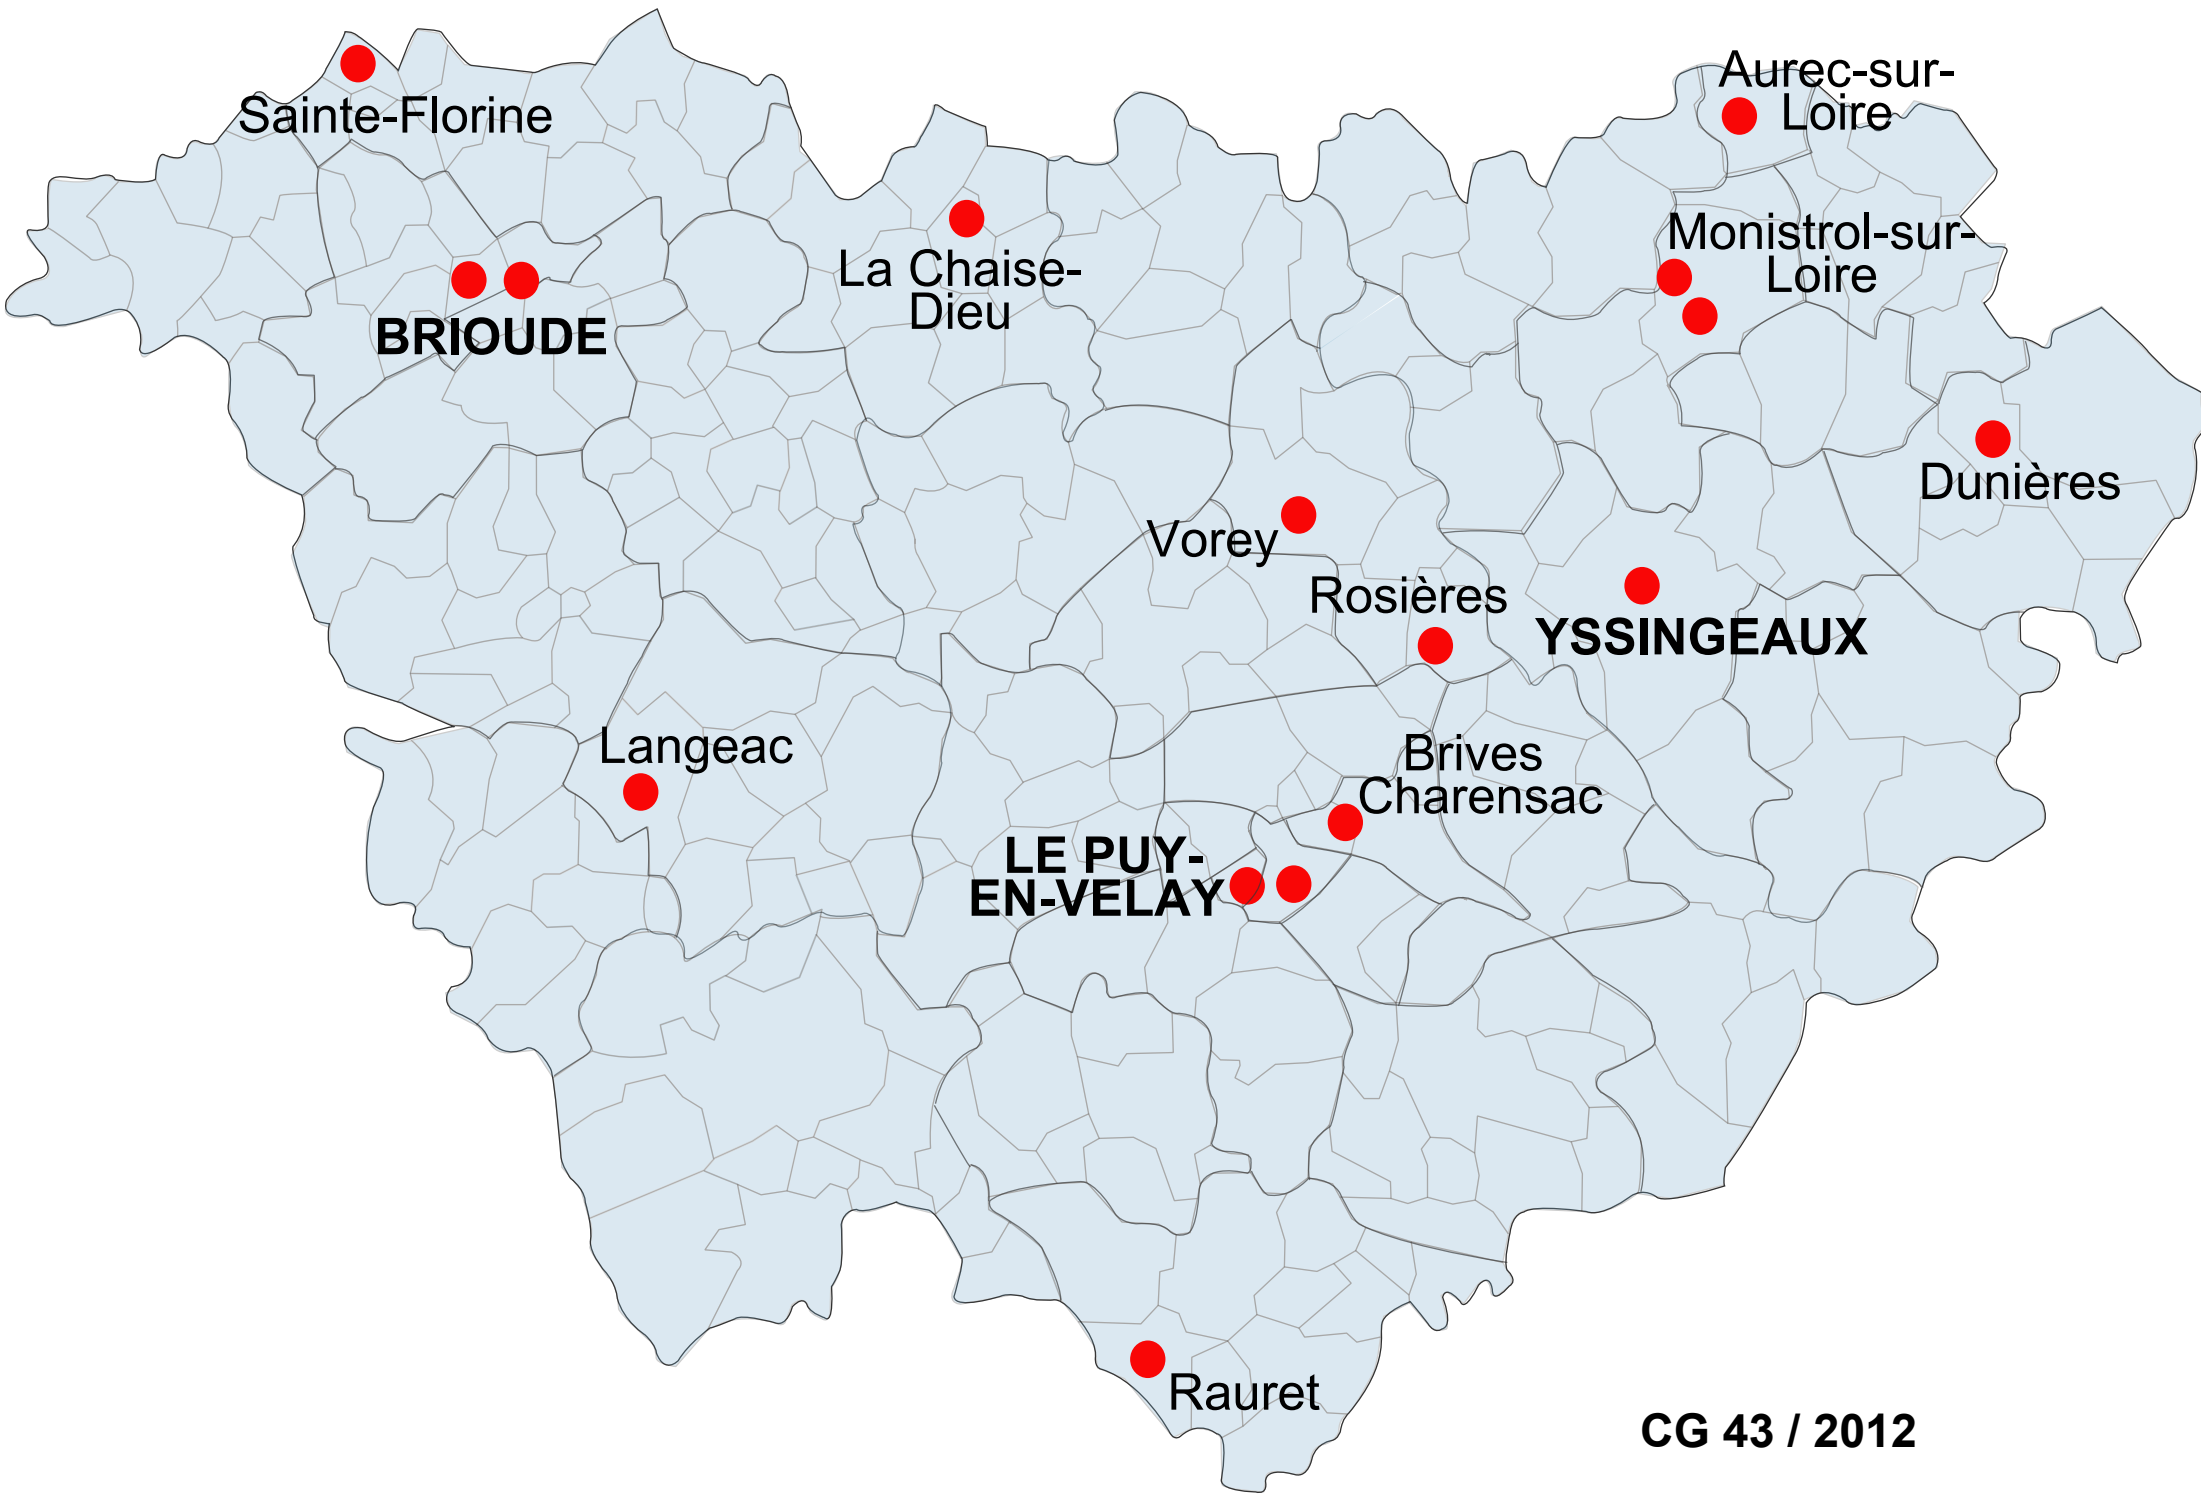 Aurec-sur-
Loire
Sainte-Florine
Monistrol-sur-
Loire
La Chaise-
Dieu
BRIOUDE
Dunières
Vorey
Rosières
YSSINGEAUX
Langeac
Brives
Charensac
LE PUY-
EN-VELAY
Rauret
CG 43 / 2012